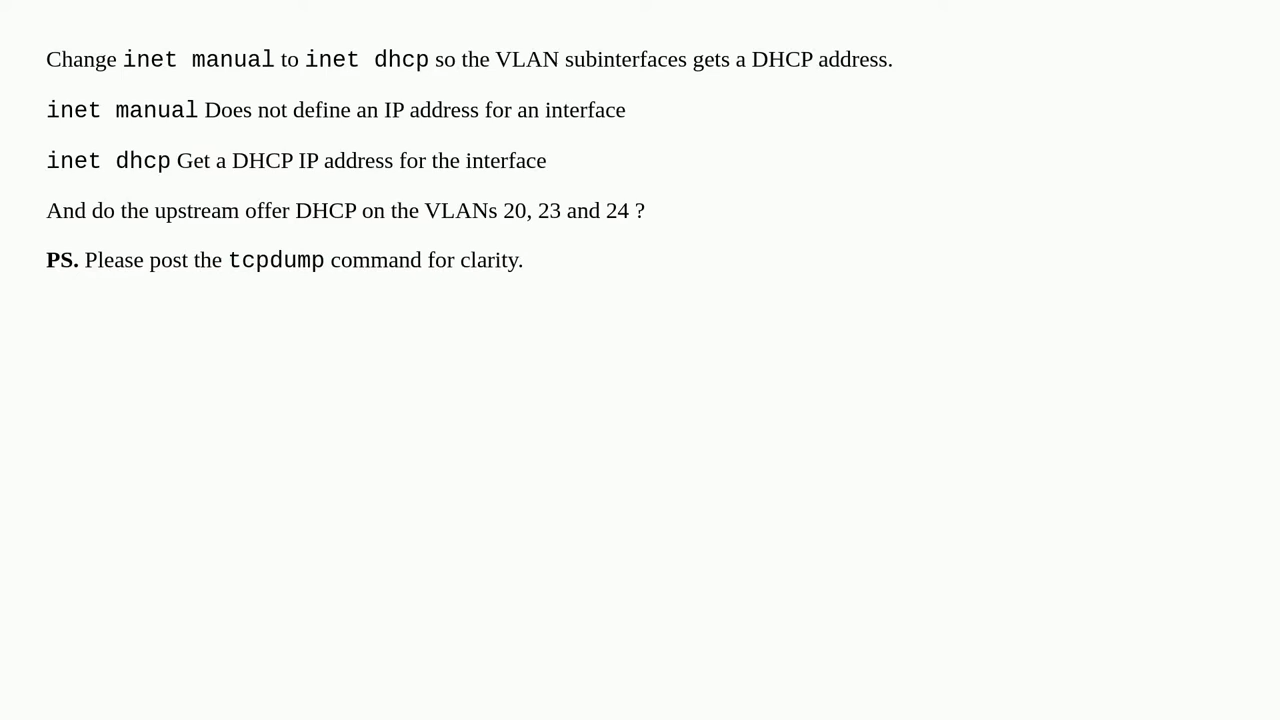 Change inet manual to inet dhcp so the VLAN subinterfaces gets a DHCP address.
inet manual Does not define an IP address for an interface
inet dhcp Get a DHCP IP address for the interface
And do the upstream offer DHCP on the VLANs 20, 23 and 24 ?
PS. Please post the tcpdump command for clarity.